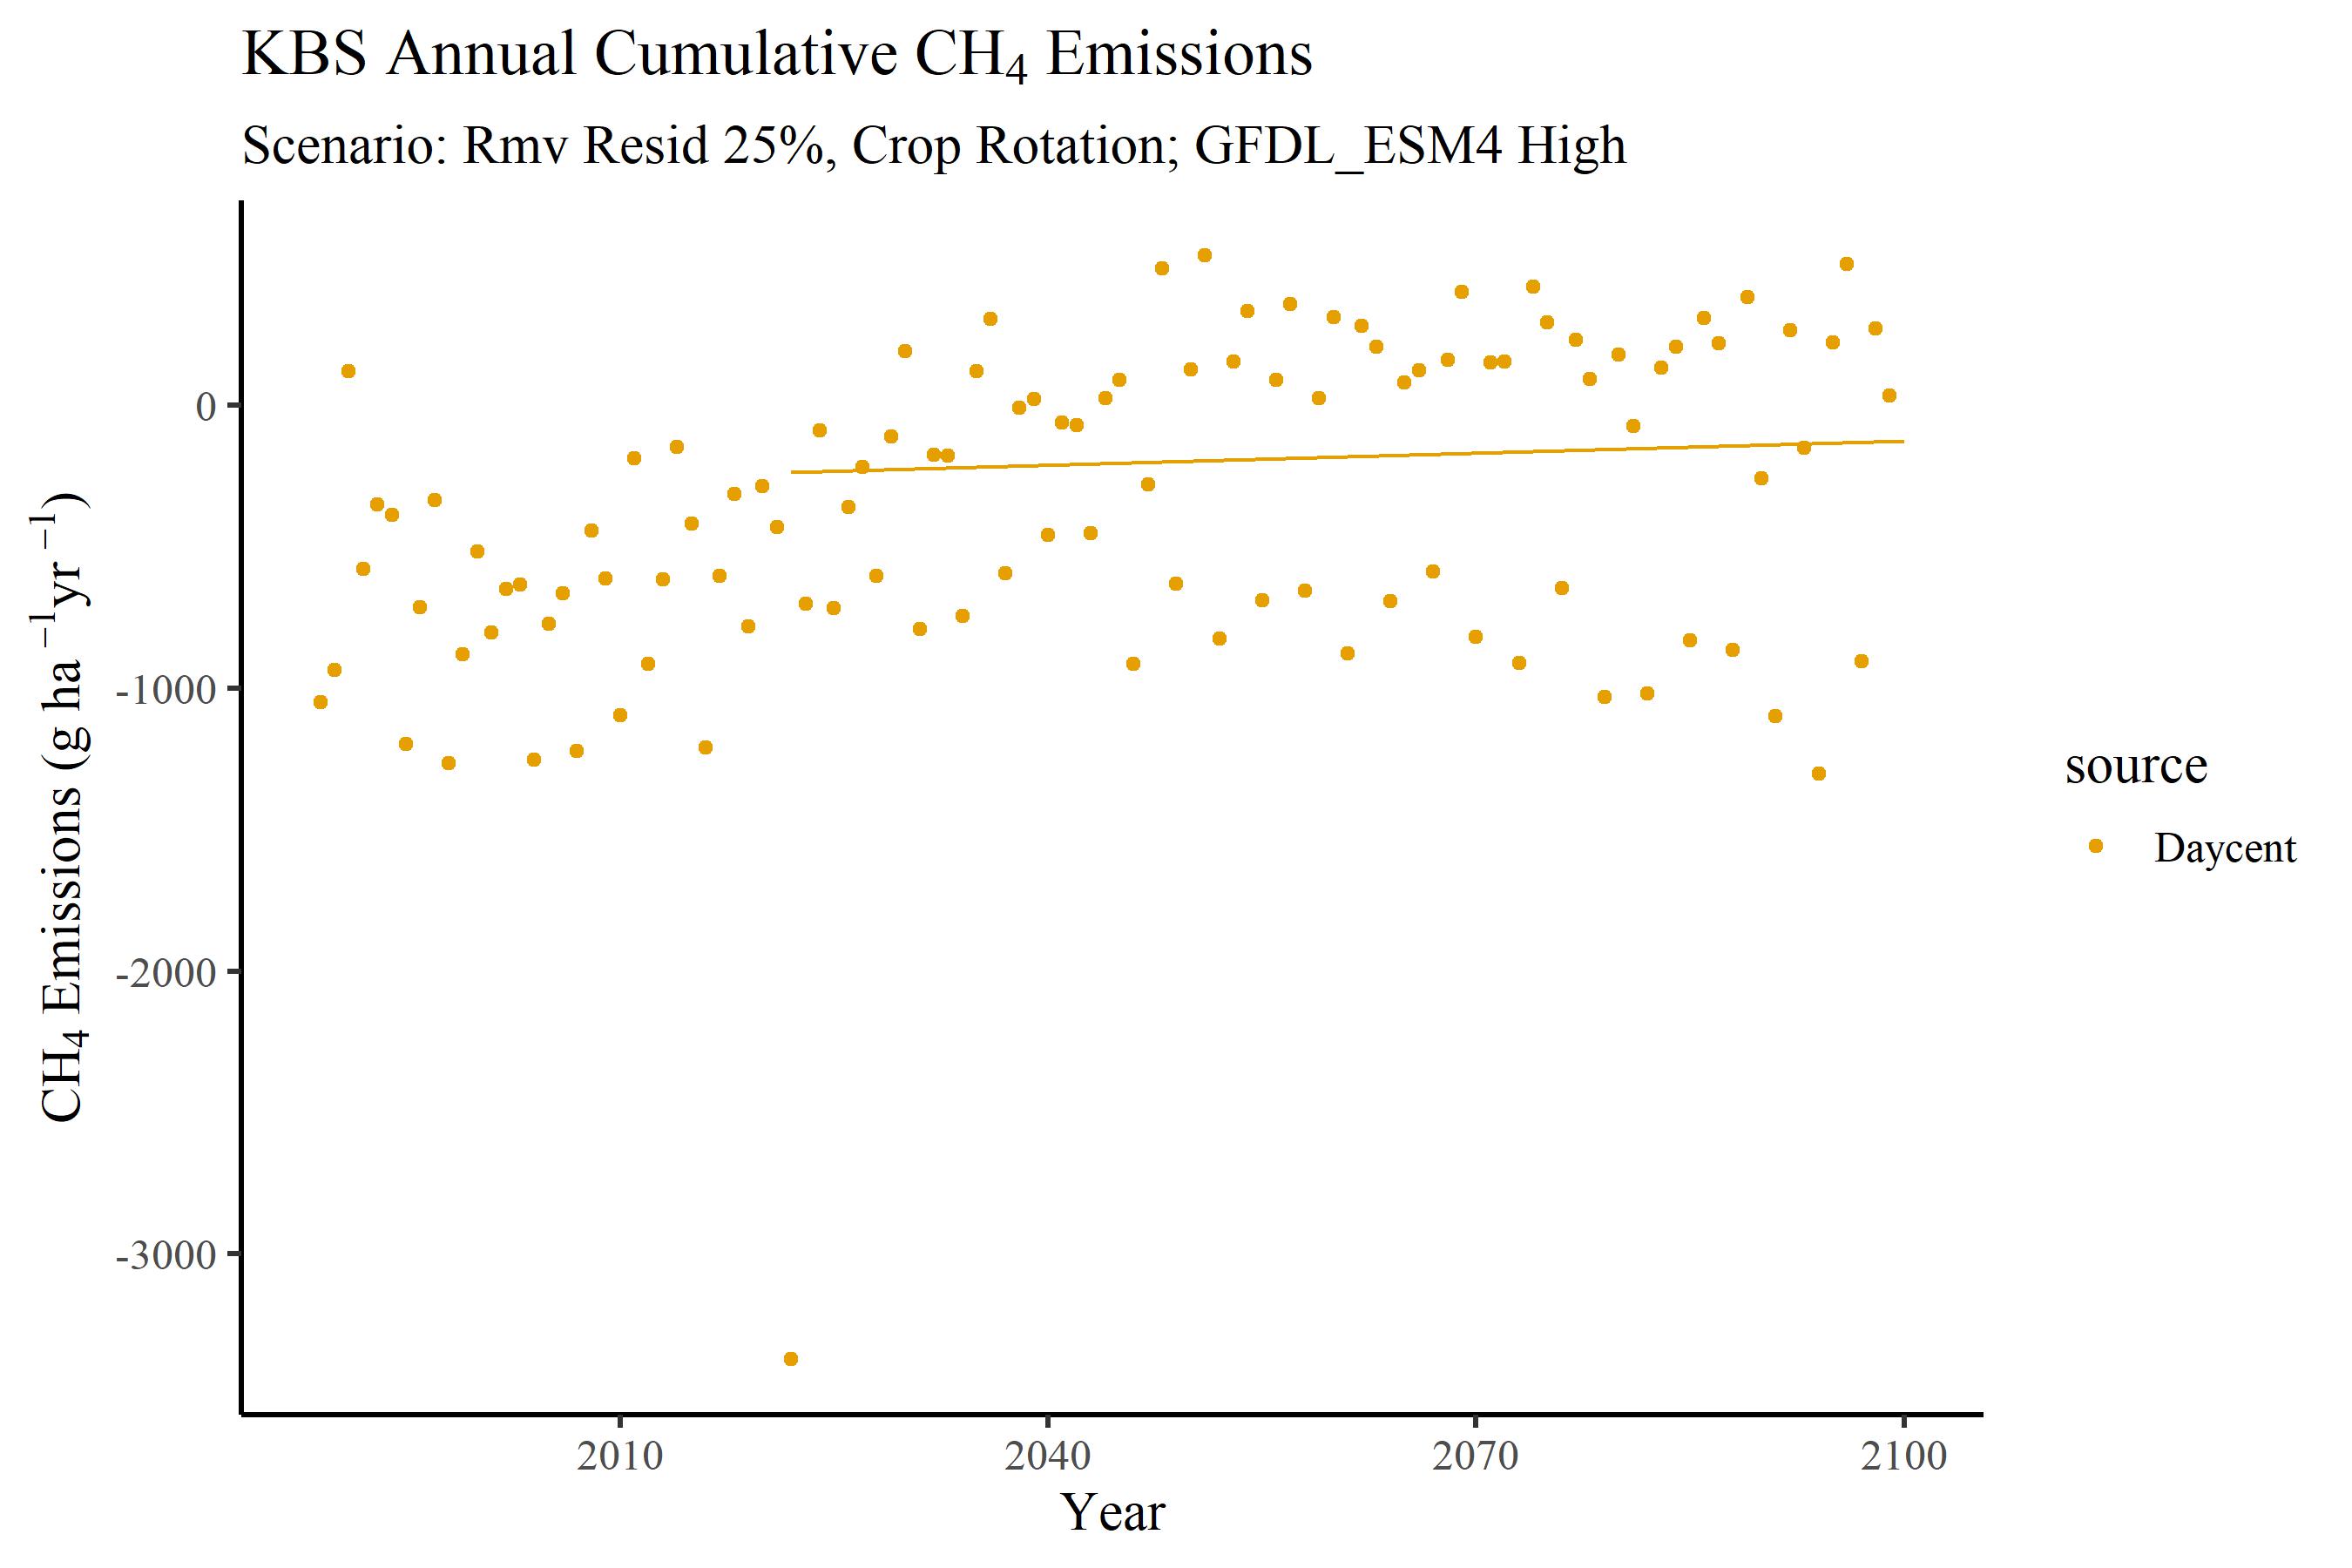 KBS Annual Cumulative CH₄ Emissions
Scenario: Rmv Resid 25%, Crop Rotation; GFDL_ESM4 High
CH₄ Emissions (g ha⁻¹yr⁻¹)
0
-1000
-2000
-3000
2010 2040 2070 2100
Year
source
Daycent